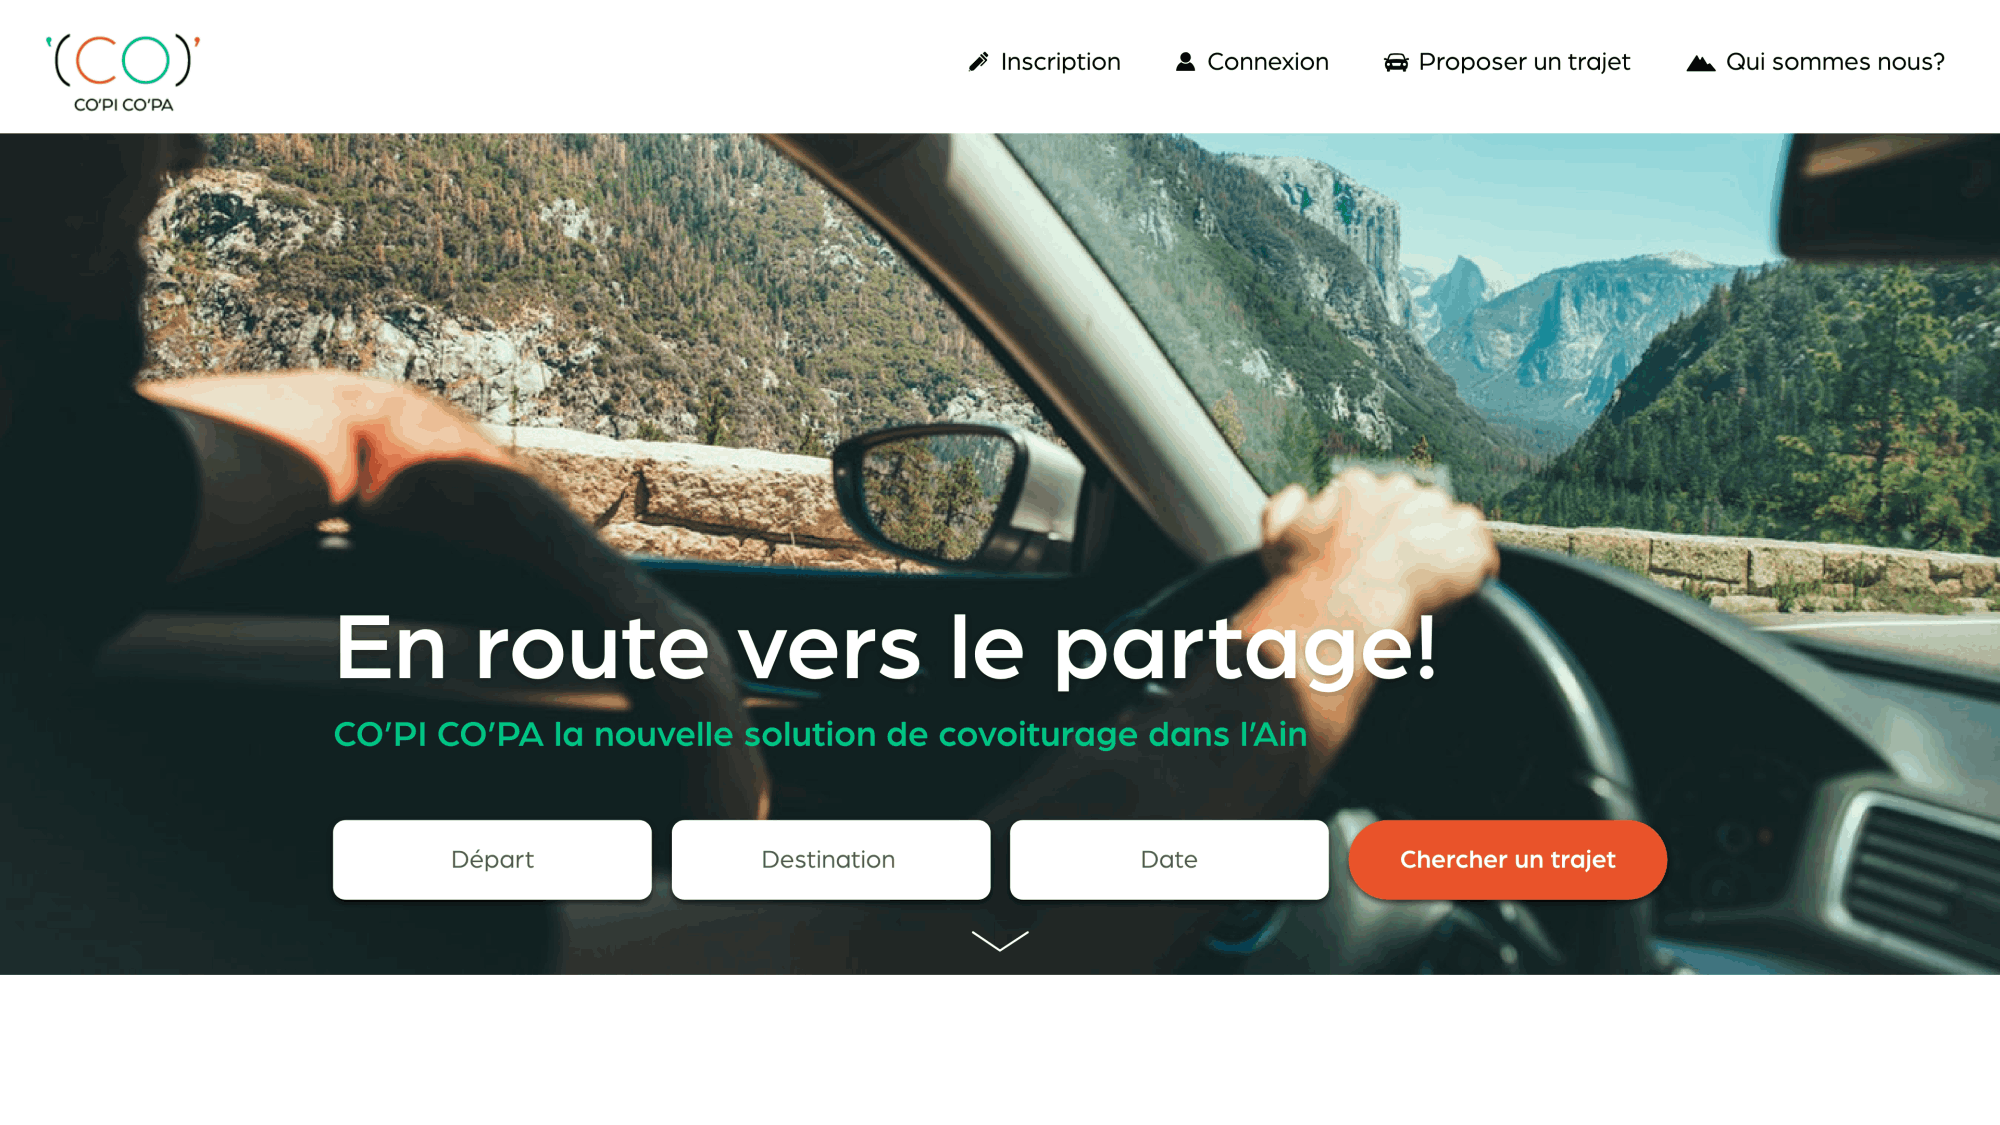 '(CO)'
CO'PI CO'PA
Inscription
Connexion
Proposer un trajet
Qui sommes nous?
En route vers le partage!
CO'PI CO'PA la nouvelle solution de covoiturage dans l'Ain
Départ
Destination
Date
Chercher un trajet